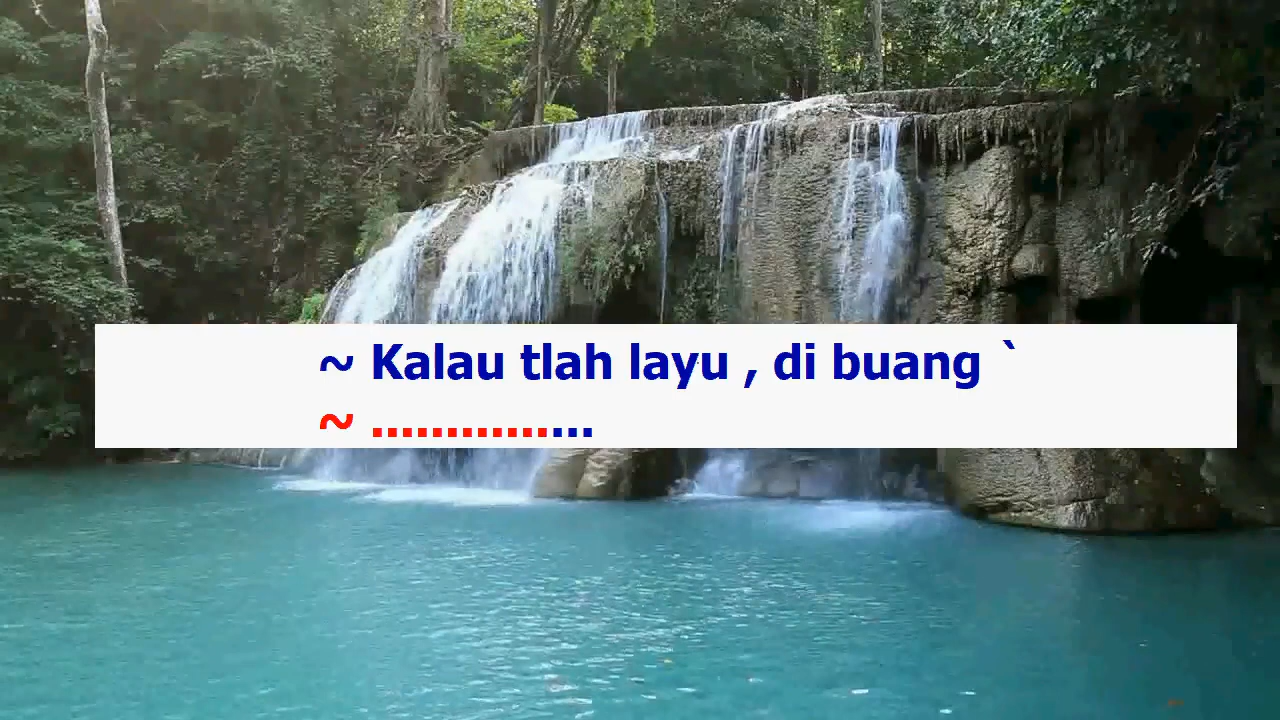 ~ Kalau tlah layu , di buang `
~ ...............